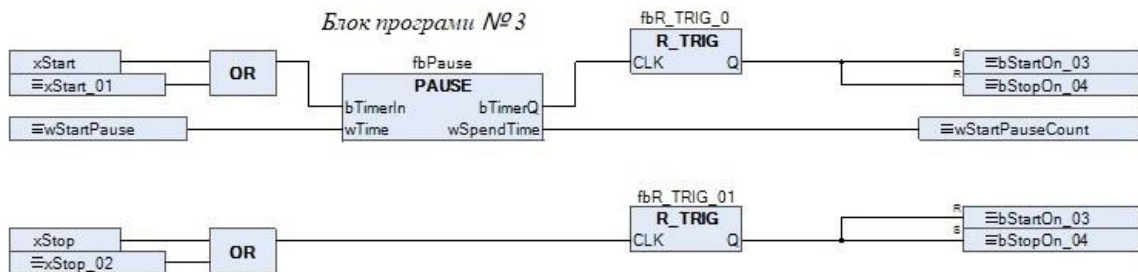 Блок програми № 3
fbR_TRIG_0
xStart
≡xStart_01
OR
fbPause
PAUSE
bTimerIn bTimerQ
wTime wSpendTime
R_TRIG
CLK Q
S ≡bStartOn_03
R ≡bStopOn_04
≡wStartPause
≡wStartPauseCount
fbR_TRIG_01
xStop
≡xStop_02
OR
R_TRIG
CLK Q
R ≡bStartOn_03
S ≡bStopOn_04